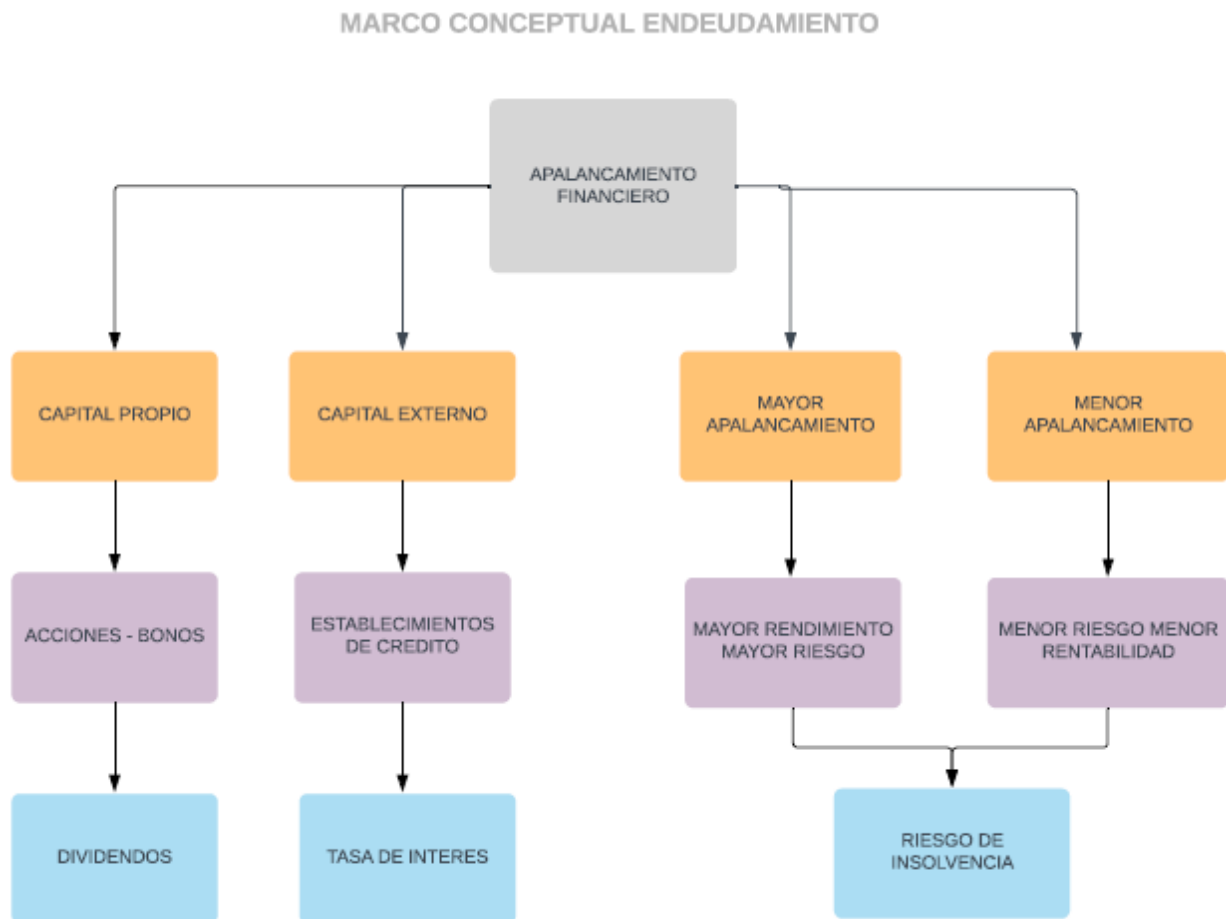 MARCO CONCEPTUAL ENDEUDAMIENTO
APALANCAMIENTO
FINANCIERO
CAPITAL PROPIO
CAPITAL EXTERNO
MAYOR
APALANCAMIENTO
MENOR
APALANCAMIENTO
ACCIONES - BONOS
ESTABLECIMIENTOS
DE CREDITO
MAYOR RENDIMIENTO
MAYOR RIESGO
MENOR RIESGO MENOR
RENTABILIDAD
DIVIDENDOS
TASA DE INTERES
RIESGO DE
INSOLVENCIA